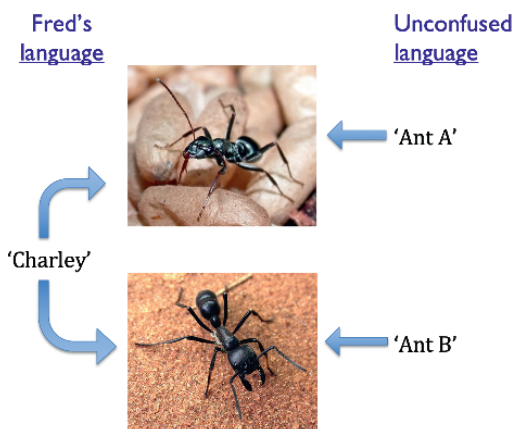 Fred's
language
Unconfused
language
‘Ant A’
‘Charley’
‘Ant B’